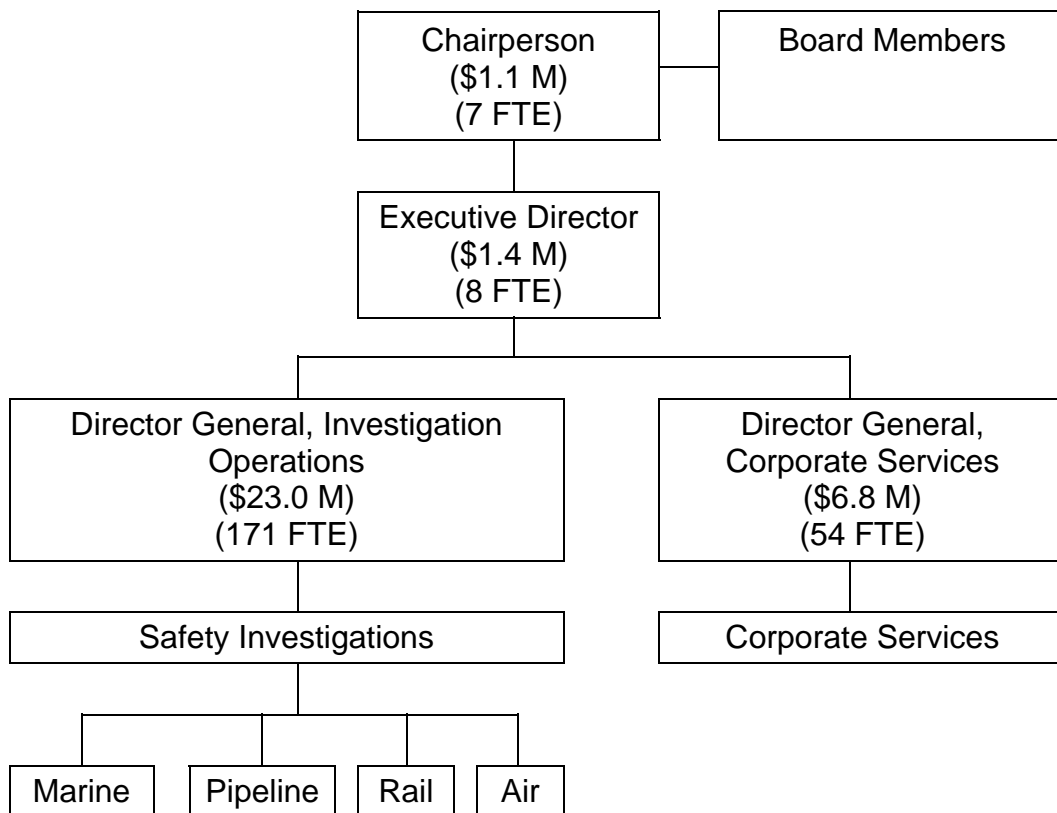 Chairperson
($1.1 M)
(7 FTE)
Board Members
Executive Director
($1.4 M)
(8 FTE)
Director General, Investigation
Operations
($23.0 M)
(171 FTE)
Director General,
Corporate Services
($6.8 M)
(54 FTE)
Safety Investigations
Corporate Services
Marine
Pipeline
Rail
Air